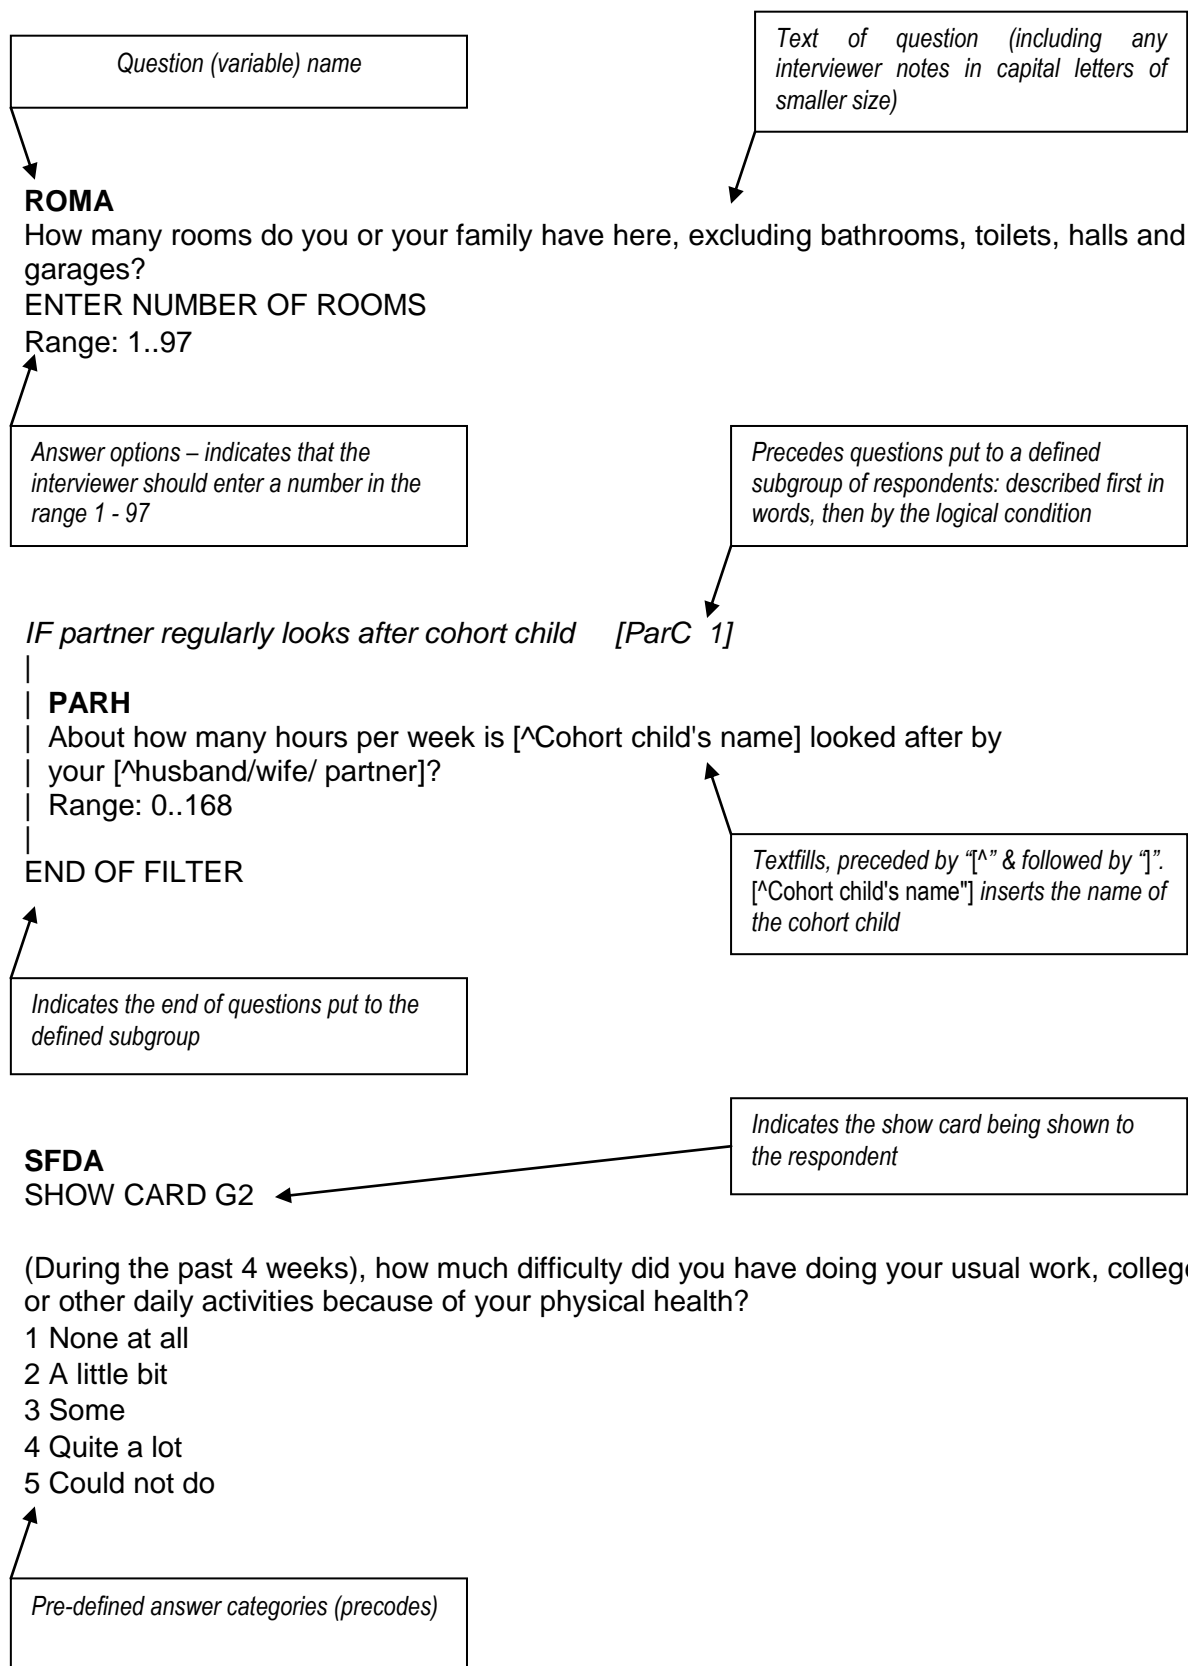 Question (variable) name
Text of question (including any
interviewer notes in capital letters of
smaller size)
ROMA
How many rooms do you or your family have here, excluding bathrooms, toilets, halls and
garages?
ENTER NUMBER OF ROOMS
Range: 1..97
Answer options – indicates that the
interviewer should enter a number in the
range 1 - 97
Precedes questions put to a defined
subgroup of respondents: described first in
words, then by the logical condition
IF partner regularly looks after cohort child [ParC 1]
|
| PARH
| About how many hours per week is [^Cohort child's name] looked after by
| your [^husband/wife/ partner]?
| Range: 0..168
|
END OF FILTER
Textfills, preceded by “[^” & followed by “]”.
[^Cohort child's name"] inserts the name of
the cohort child
Indicates the end of questions put to the
defined subgroup
Indicates the show card being shown to
the respondent
SFDA
SHOW CARD G2
(During the past 4 weeks), how much difficulty did you have doing your usual work, college
or other daily activities because of your physical health?
1 None at all
2 A little bit
3 Some
4 Quite a lot
5 Could not do
Pre-defined answer categories (precodes)